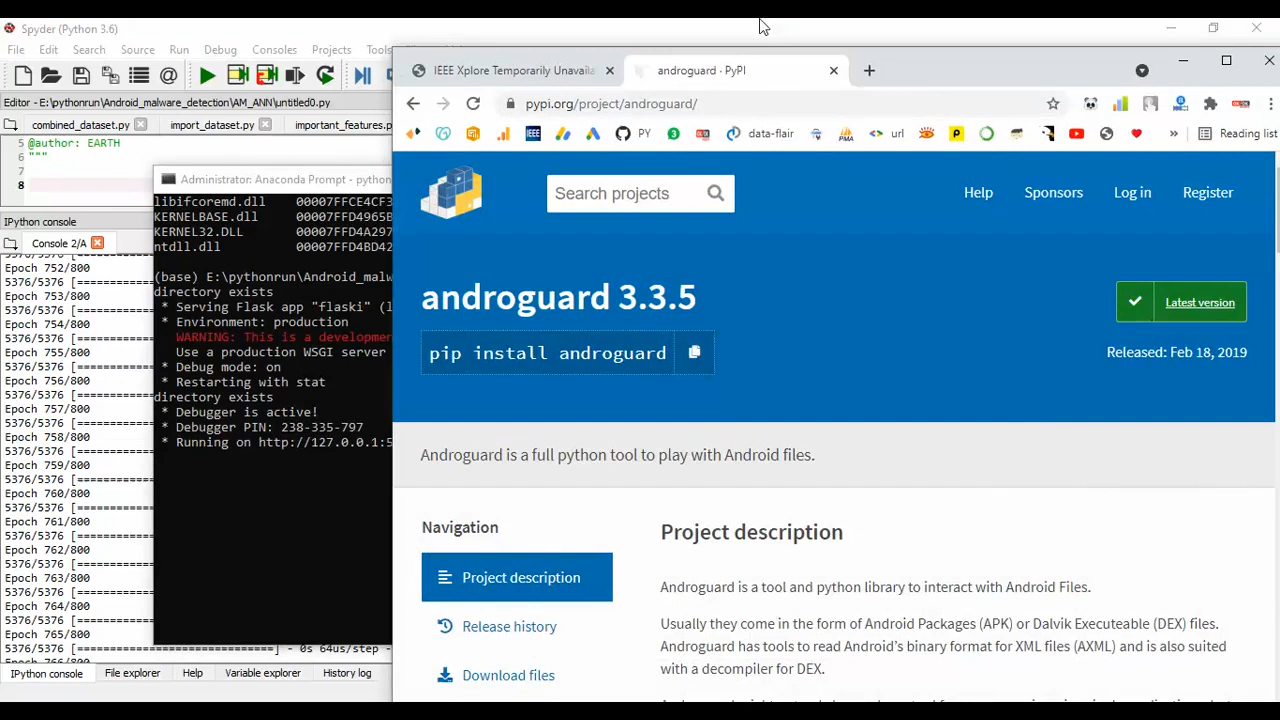 Spyder (Python 3.6)
File Edit Search Source Run Debug Consoles Projects Tools
Editor - E:\pythonrun\Android_malware_detection\AM_ANN\untitled0.py
combined_dataset.py import_dataset.py important_features.p
5 @author: EARTH
6 """
7
8
IPython console
Console 2/A
5376/5376 [
Epoch 752/800
5376/5376 [====
Epoch 753/800
5376/5376 [====
Epoch 754/800
5376/5376 [====
Epoch 755/800
5376/5376 [====
Epoch 756/800
5376/5376 [====
Epoch 757/800
5376/5376 [====
Epoch 758/800
5376/5376 [====
Epoch 759/800
5376/5376 [====
Epoch 760/800
5376/5376 [====
Epoch 761/800
5376/5376 [====
Epoch 762/800
5376/5376 [====
Epoch 763/800
5376/5376 [====
Epoch 764/800
5376/5376 [====
Epoch 765/800
5376/5376 [==============================] - 0s 64us/step -
Epoch 766/800
IPython console File explorer Help Variable explorer History log
Administrator: Anaconda Prompt - python
libifcoremd.dll 00007FFCE4CF3
KERNELBASE.dll 00007FFD4965B
KERNEL32.DLL 00007FFD4A297
ntdll.dll 00007FFD4BD42
(base) E:\pythonrun\Android_malw
directory exists
* Serving Flask app "flaski" (l
* Environment: production
WARNING: This is a developmen
Use a production WSGI server
* Debug mode: on
* Restarting with stat
directory exists
* Debugger is active!
* Debugger PIN: 238-335-797
* Running on http://127.0.0.1:5
IEEE Xplore Temporarily Unavaila androguard · PyPI
pypi.org/project/androguard/
IEEE PY data-flair PMA url Reading list
Search projects
Help Sponsors Log in Register
androguard 3.3.5
Latest version
pip install androguard
Released: Feb 18, 2019
Androguard is a full python tool to play with Android files.
Navigation
Project description
Release history
Download files
Project description
Androguard is a tool and python library to interact with Android Files.
Usually they come in the form of Android Packages (APK) or Dalvik Executeable (DEX) files.
Androguard has tools to read Android's binary format for XML files (AXML) and is also suited
with a decompiler for DEX.